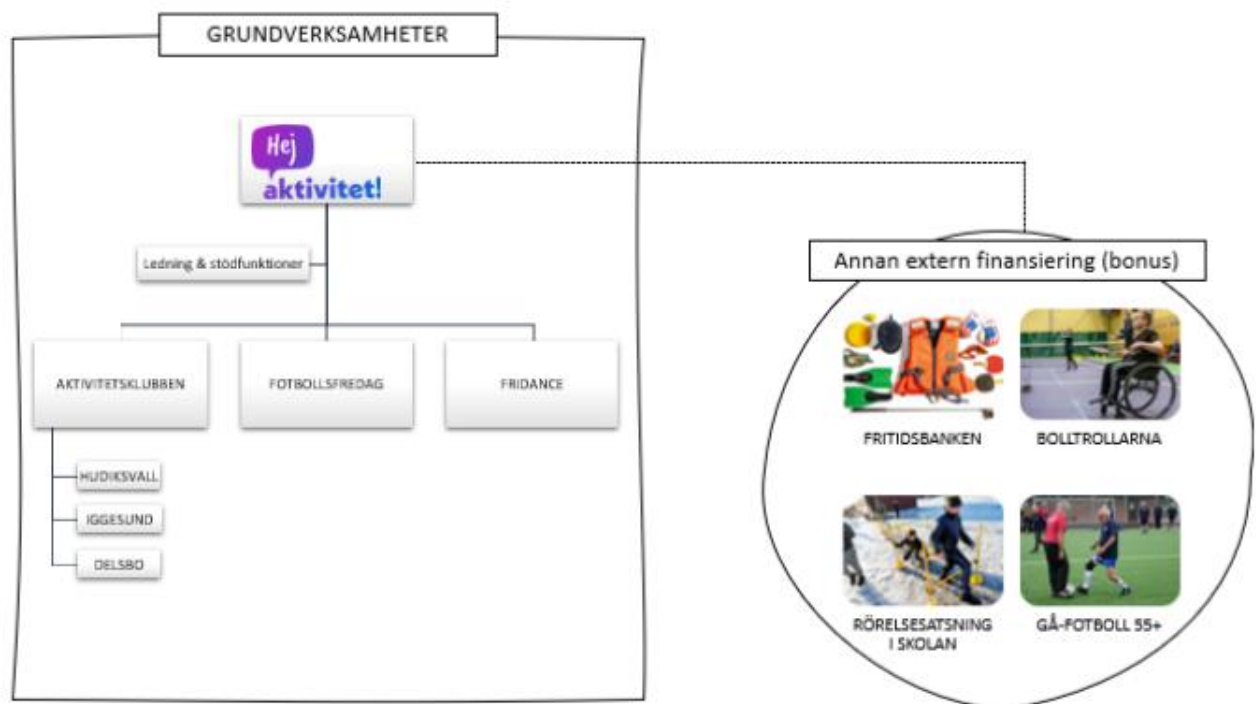 GRUNDVERKSAMHETER
Hej
aktivitet!
Ledning & stödfunktioner
Annan extern finansiering (bonus)
AKTIVITETSKLUBBEN
FOTBOLLSFREDAG
FRIDANCE
HUDIKSVALL
IGGESUND
DELSBO
FRITIDSBANKEN
BOLLTROLLARNA
RÖRELSESATSNING
I SKOLAN
GÅ-FOTBOLL 55+